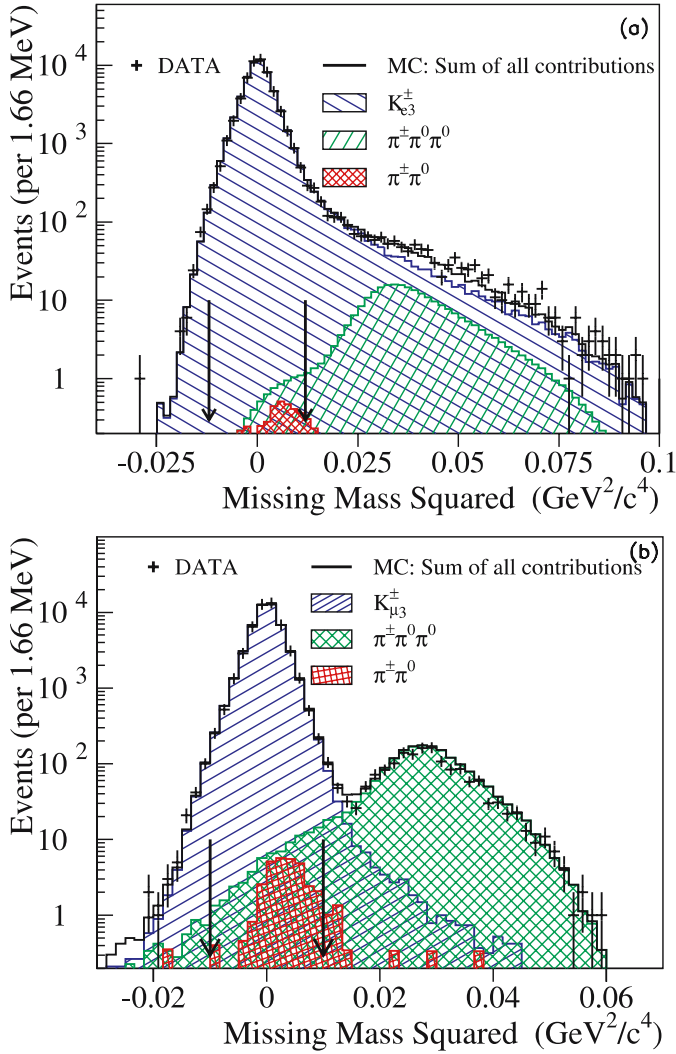 (a)
DATA
MC: Sum of all contributions
K±e3
π±π0π0
π±π0
Events (per 1.66 MeV)
10 4
10 3
10 2
10
1
-0.025 0 0.025 0.05 0.075 0.1
Missing Mass Squared (GeV2/c4)
(b)
DATA
MC: Sum of all contributions
K±μ3
π±π0π0
π±π0
Events (per 1.66 MeV)
10 4
10 3
10 2
10
1
-0.02 0 0.02 0.04 0.06
Missing Mass Squared (GeV2/c4)